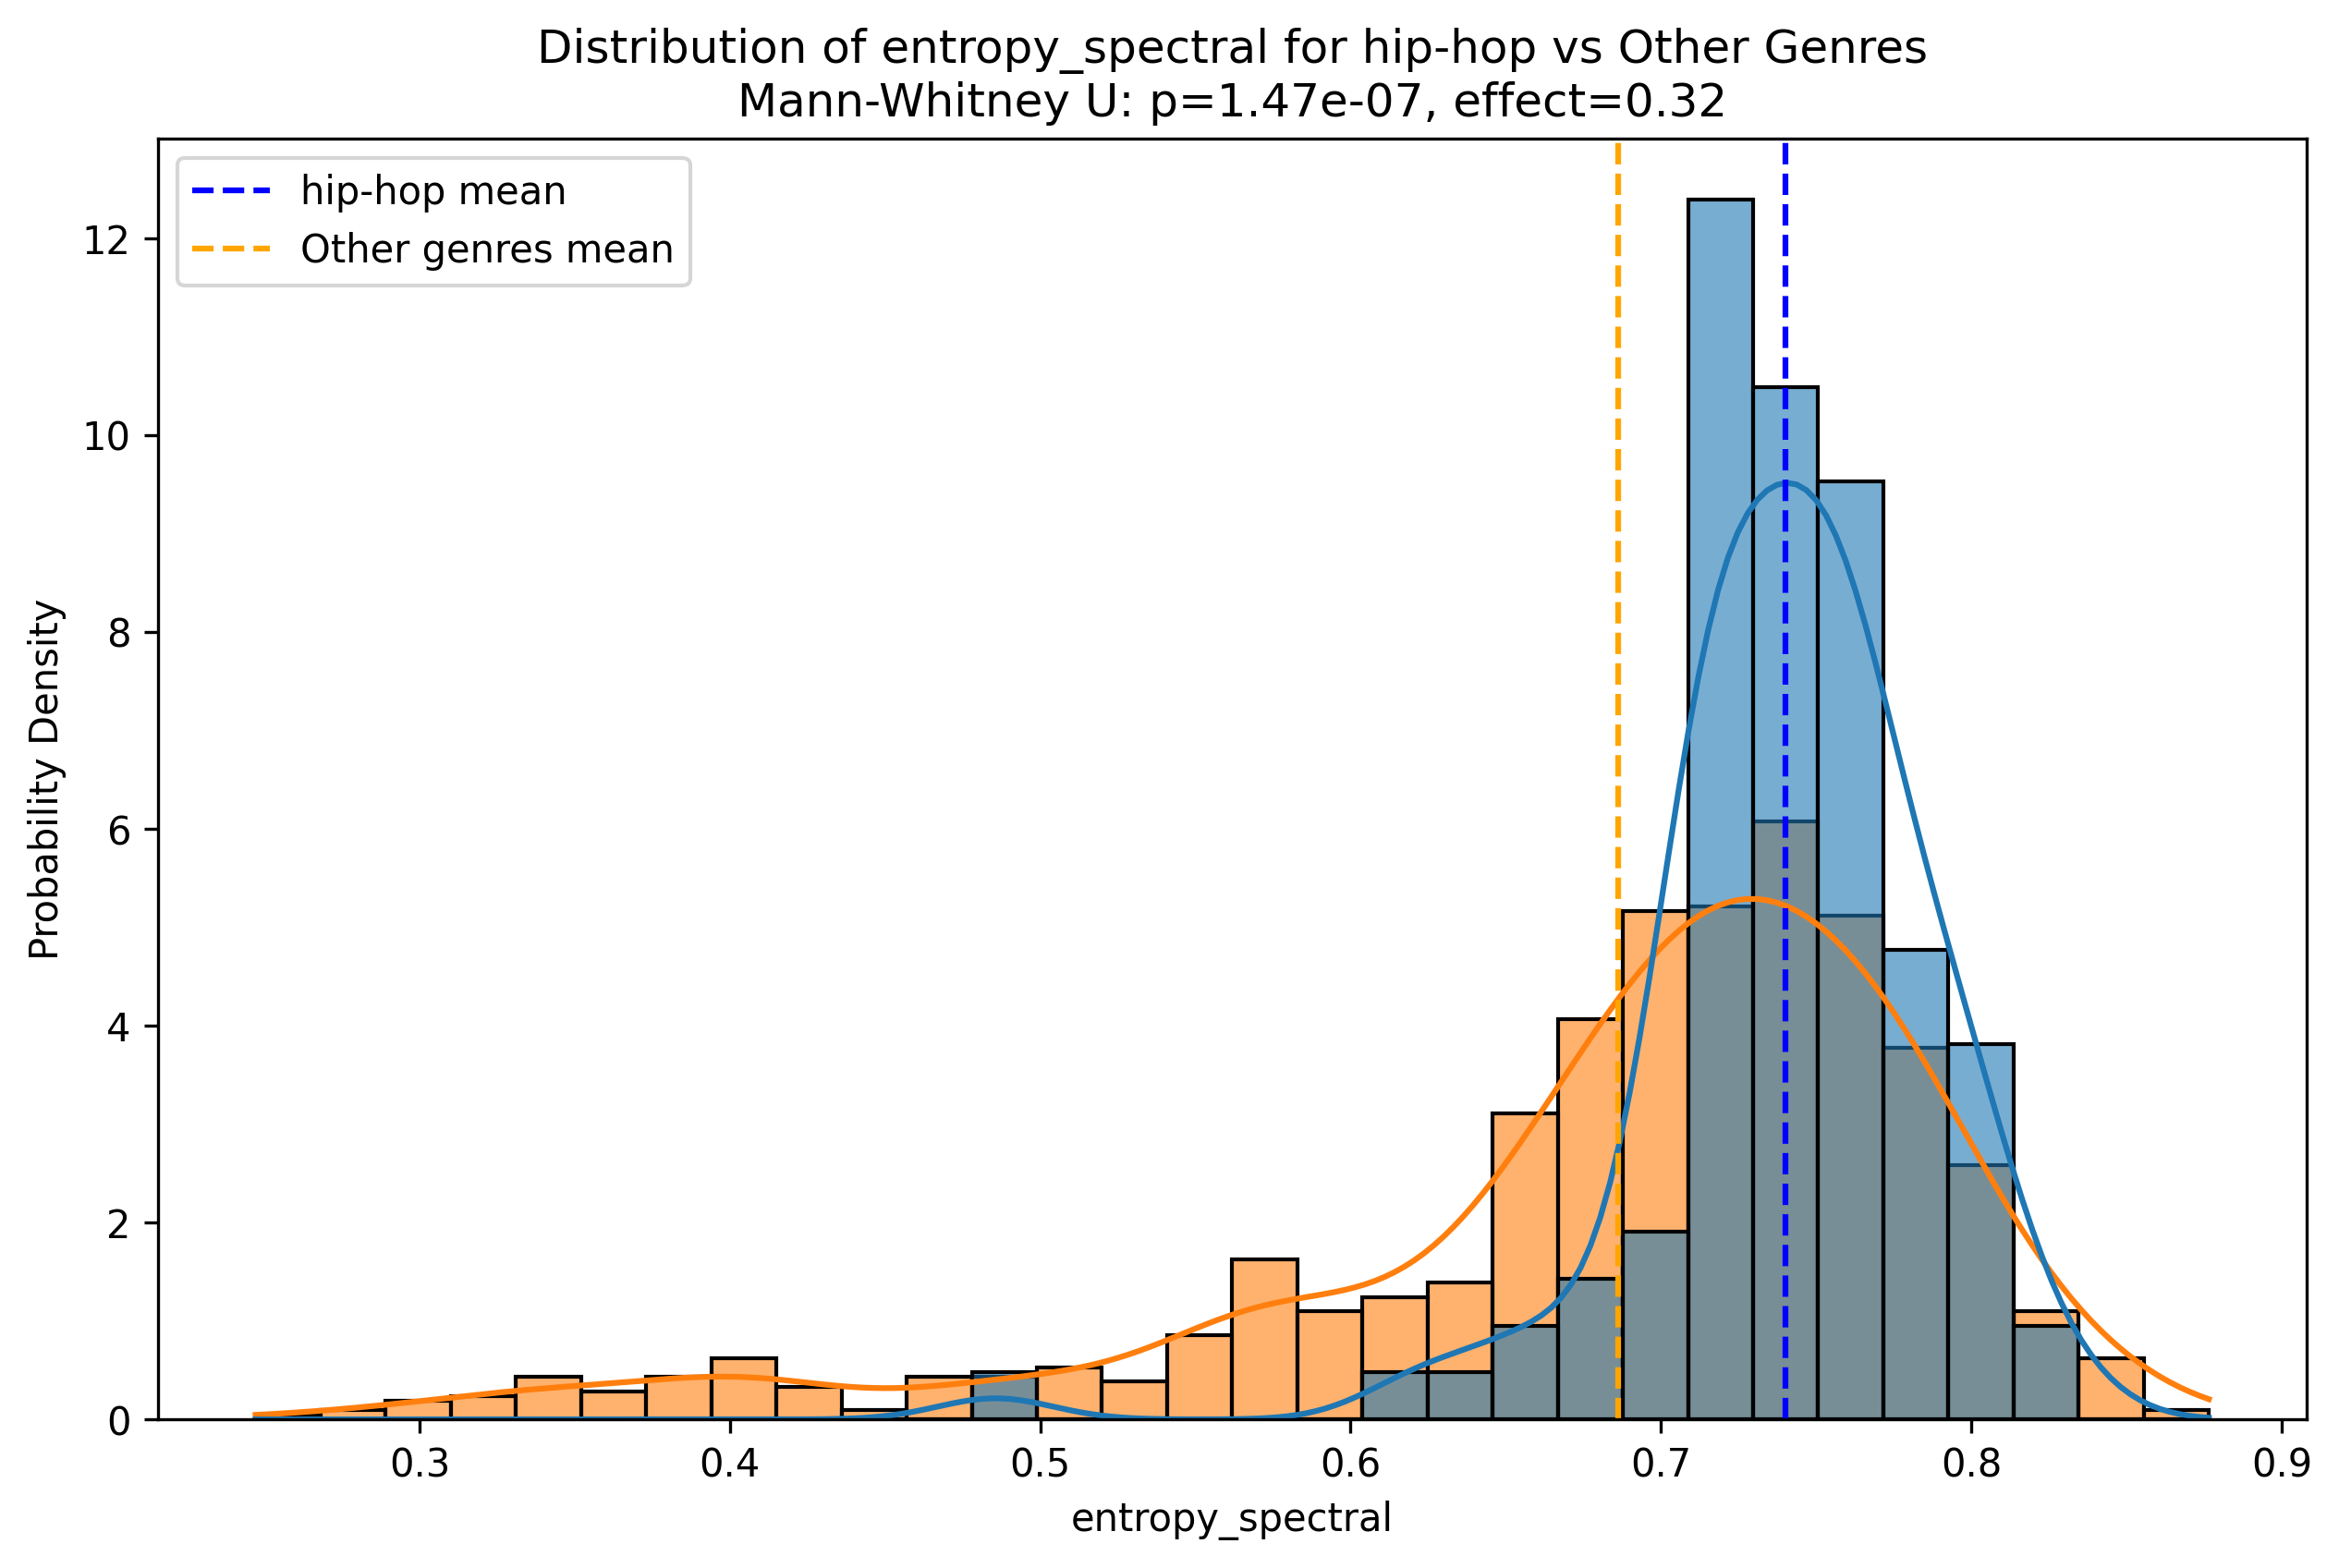 Distribution of entropy_spectral for hip-hop vs Other Genres
Mann-Whitney U: p=1.47e-07, effect=0.32
hip-hop mean
Other genres mean
Probability Density
12
10
8
6
4
2
0
0.3
0.4
0.5
0.6
0.7
0.8
0.9
entropy_spectral